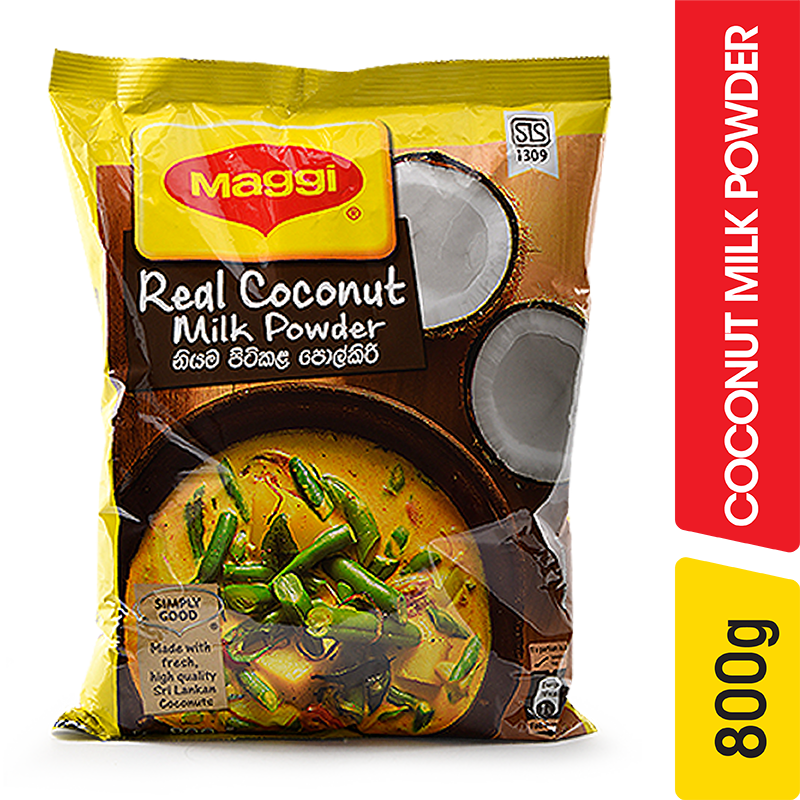 SLS
1309
Maggi
®
Real Coconut
Milk Powder
නියම පිටිකළ පොල්කිරි
SIMPLY
GOOD
Made with
fresh,
high quality
Sri Lankan
Coconuts
COCONUT MILK POWDER
800g